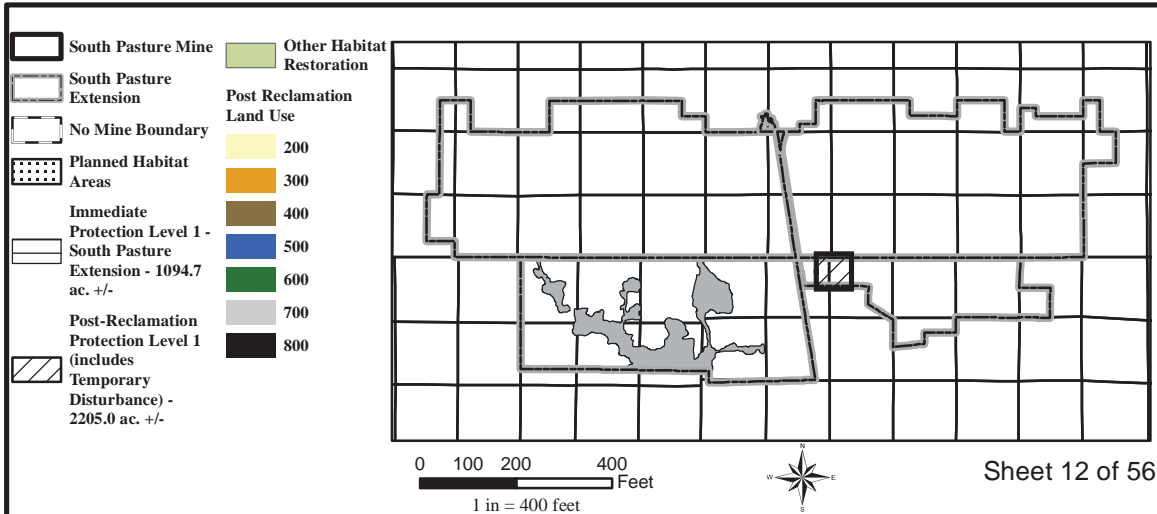 South Pasture Mine
South Pasture
Extension
No Mine Boundary
Planned Habitat
Areas
Immediate
Protection Level 1 -
South Pasture
Extension - 1094.7
ac. +/-
Post-Reclamation
Protection Level 1
(includes
Temporary
Disturbance) -
2205.0 ac. +/-
Other Habitat
Restoration
Post Reclamation
Land Use
200
300
400
500
600
700
800
0 100 200 400
Feet
1 in = 400 feet
N
W E
S
Sheet 12 of 56